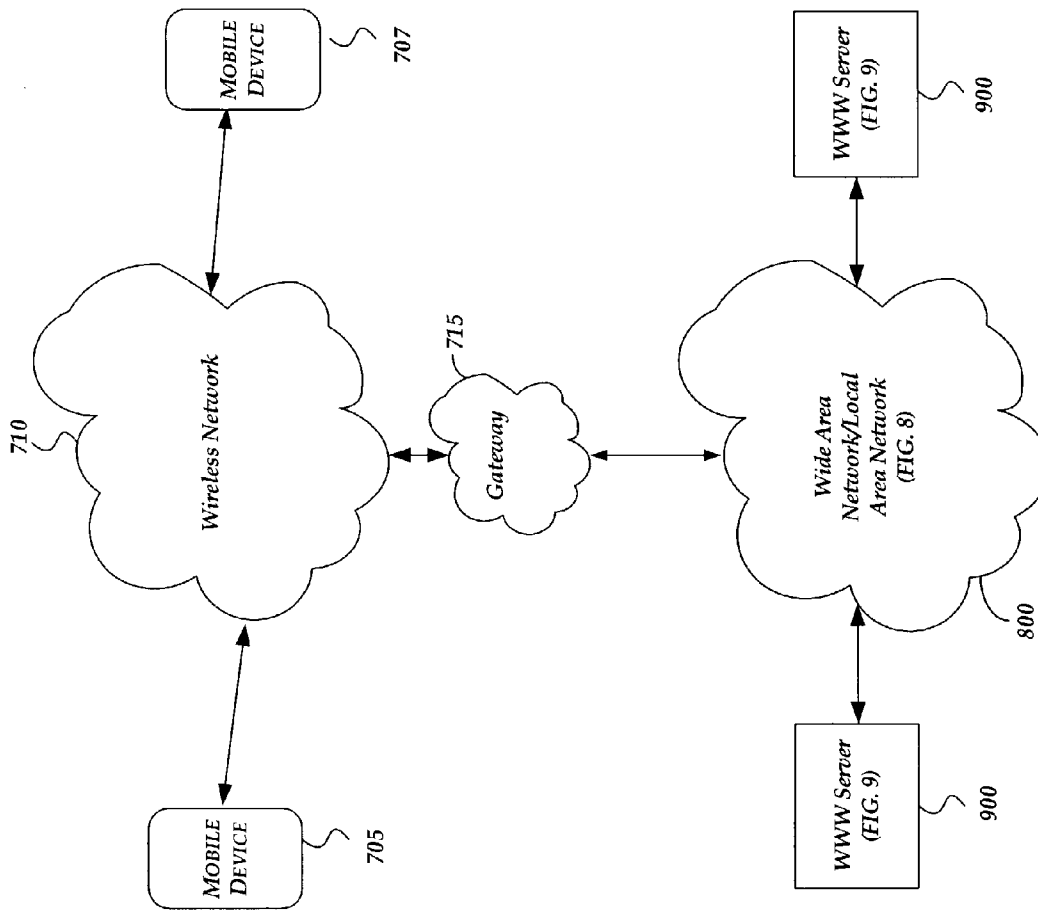 710
MOBILE
DEVICE
705
Wireless Network
MOBILE
DEVICE
707
715
Gateway
WWW Server
(FIG. 9)
900
Wide Area
Network/Local
Area Network
(FIG. 8)
800
WWW Server
(FIG. 9)
900